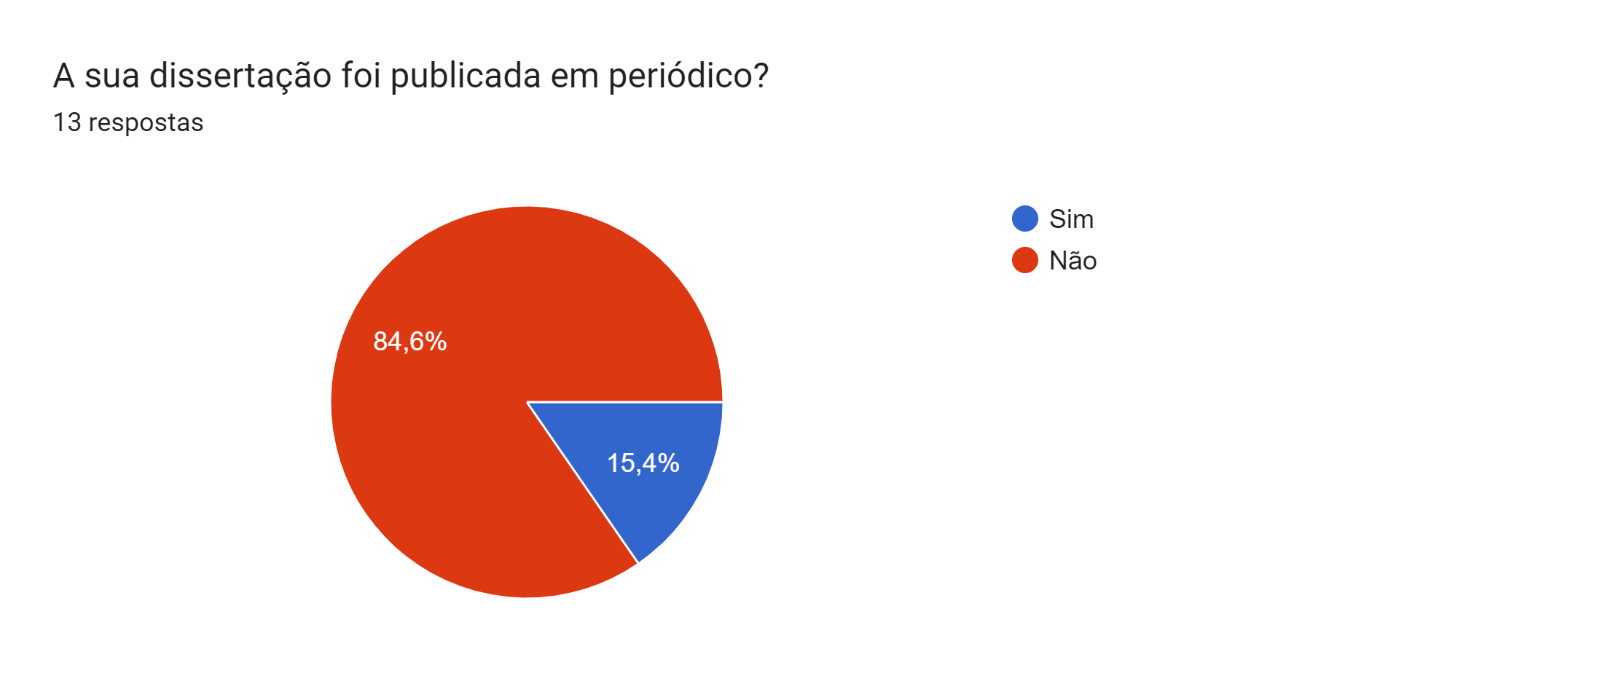 A sua dissertação foi publicada em periódico?
13 respostas
Sim
Não
84,6%
15,4%